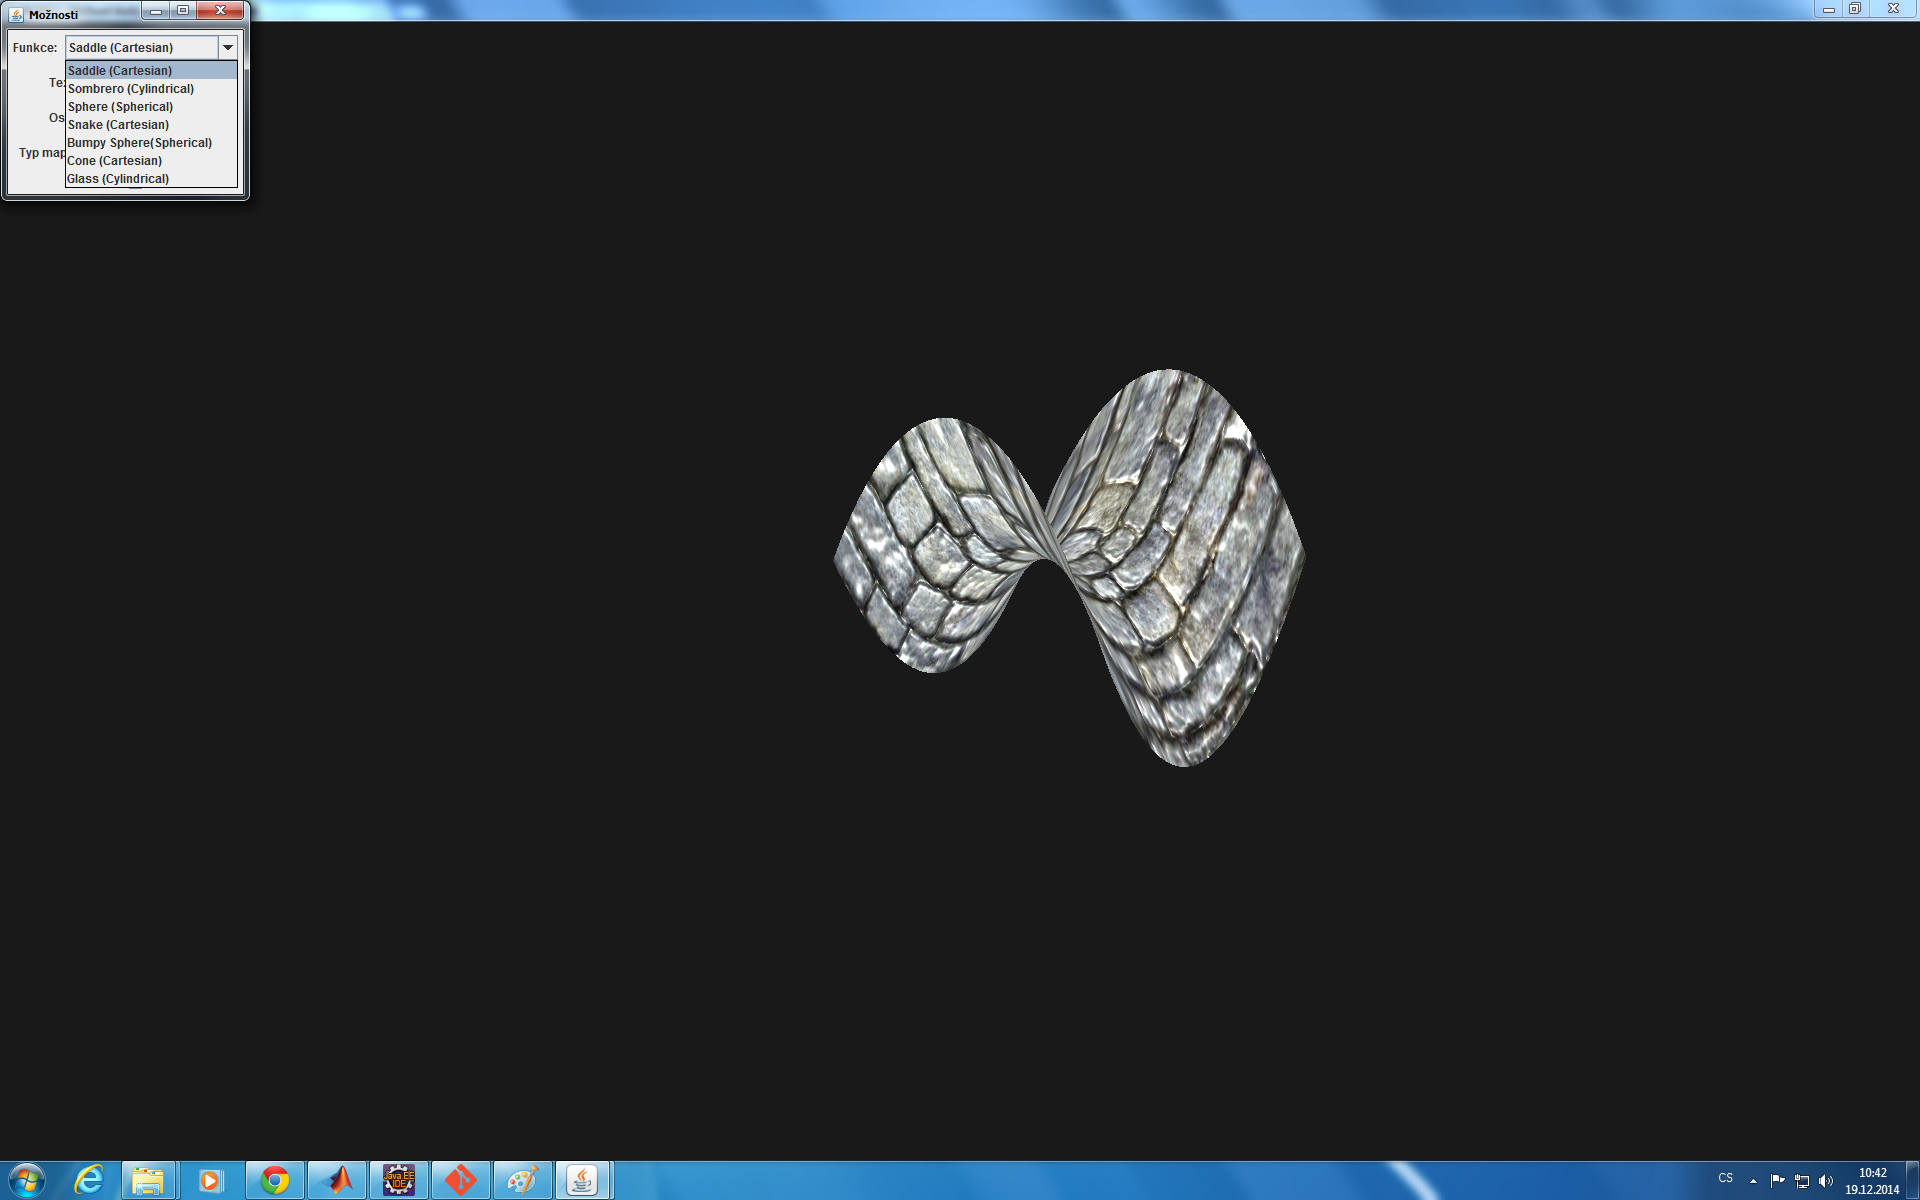 Možnosti
Funkce: Saddle (Cartesian)
Saddle (Cartesian)
Sombrero (Cylindrical)
Sphere (Spherical)
Snake (Cartesian)
Bumpy Sphere(Spherical)
Cone (Cartesian)
Glass (Cylindrical)
Te
Os
Typ map
Java EE
IDE
CS
10:42
19.12.2014